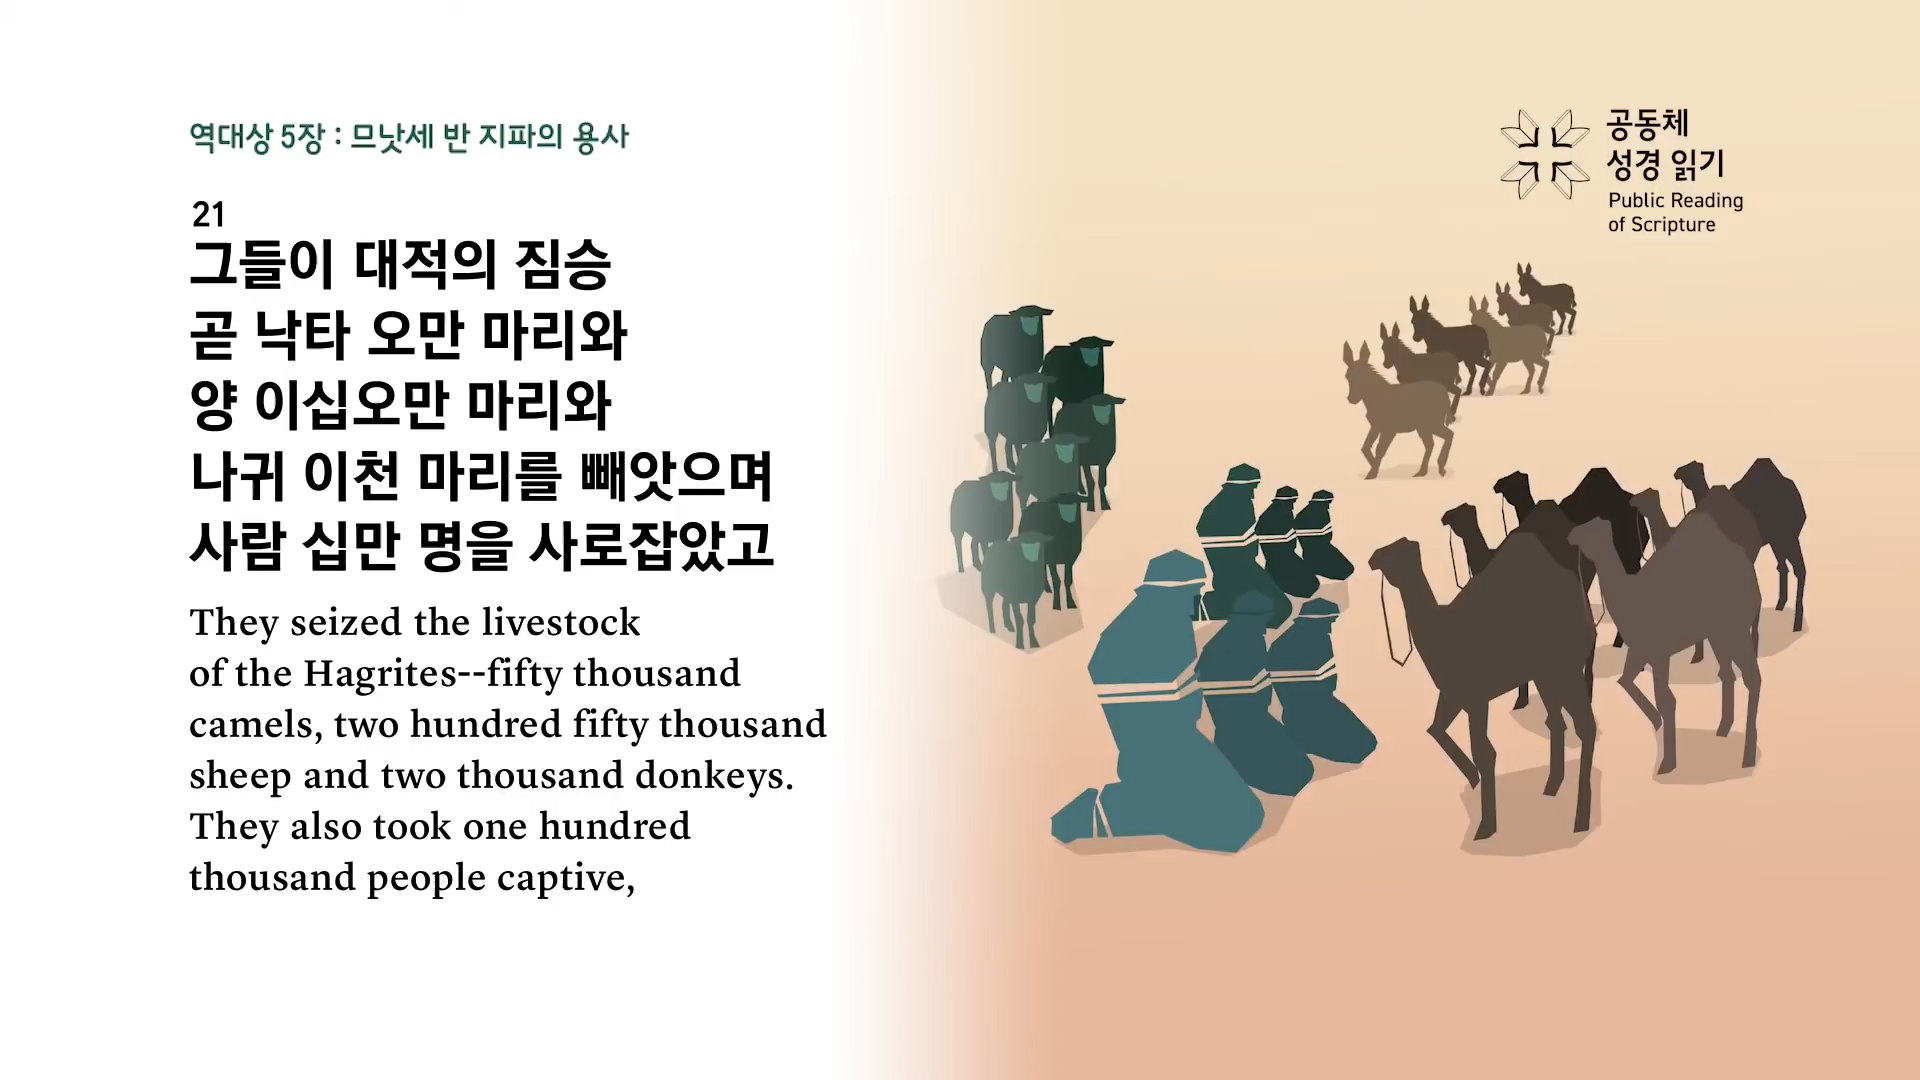 역대상 5장 : 므낫세 반 지파의 용사
21
그들이 대적의 짐승
곧 낙타 오만 마리와
양 이십오만 마리와
나귀 이천 마리를 빼앗으며
사람 십만 명을 사로잡았고
They seized the livestock
of the Hagrites--fifty thousand
camels, two hundred fifty thousand
sheep and two thousand donkeys.
They also took one hundred
thousand people captive,
공동체
성경 읽기
Public Reading
of Scripture